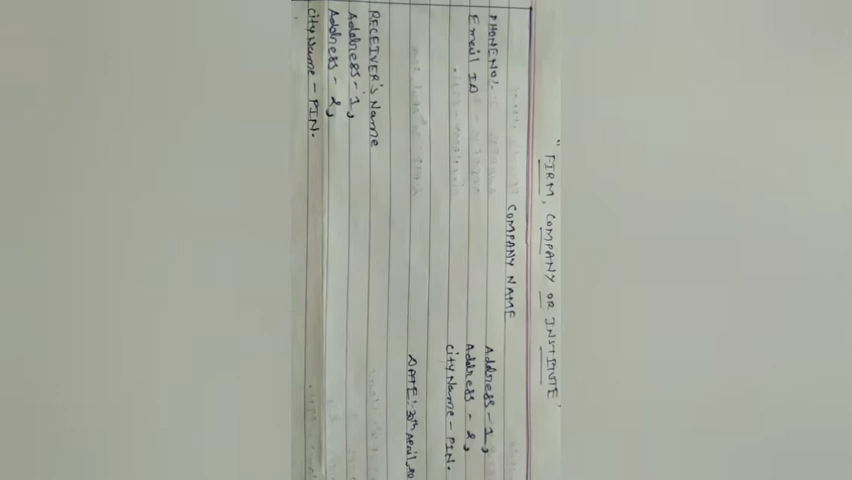 "FIRM, COMPANY OR INSTITUTE"
COMPANY NAME
PHONE NO:- Address-1,
Email ID Address-2,
City Name - PIN.
DATE:- 30th April,
RECEIVER'S Name
Address-1,
Address-2,
City Name - PIN.